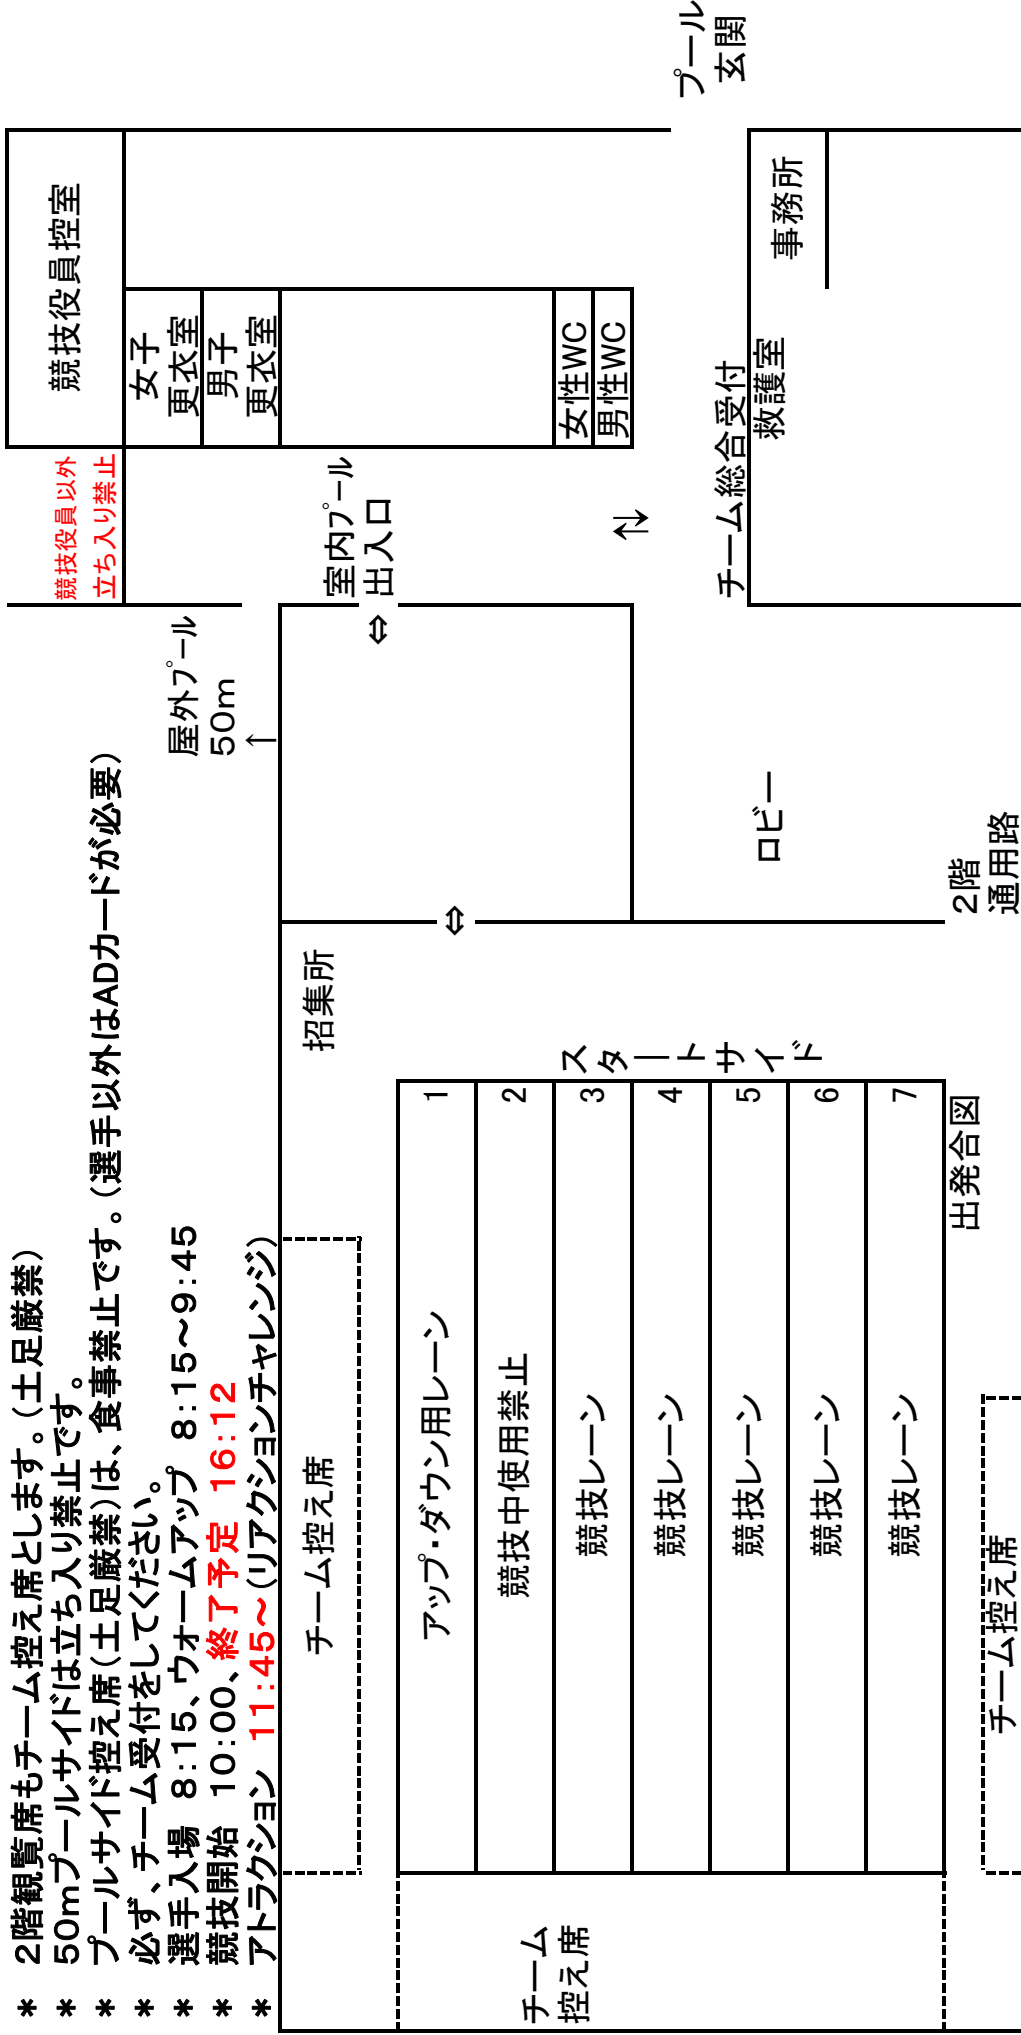 ＊ 2階観覧席もチーム控え席とします。（土足厳禁）
＊ 50mプールサイドは立ち入り禁止です。
＊ プールサイド控え席（土足厳禁）は、食事禁止です。（選手以外はADカードが必要）
＊ 必ず、チーム受付をしてください。
＊ 選手入場 8:15、ウォームアップ 8:15～9:45
＊ 競技開始 10:00、終了予定 16:12
＊ アトラクション 11:45～（リアクションチャレンジ）
競技役員控室
競技役員以外
立ち入り禁止
女子
更衣室
男子
更衣室
屋外プール
50m
↑
室内プール
出入口
⇔
女性WC
男性WC
⇄
プール
玄関
チーム総合受付
救護室
事務所
ロビー
2階
通用路
⇔
招集所
スタートサイド
チーム控え席
アップ・ダウン用レーン 1
競技中使用禁止 2
競技レーン 3
競技レーン 4
競技レーン 5
競技レーン 6
競技レーン 7
出発合図
チーム
控え席
チーム控え席